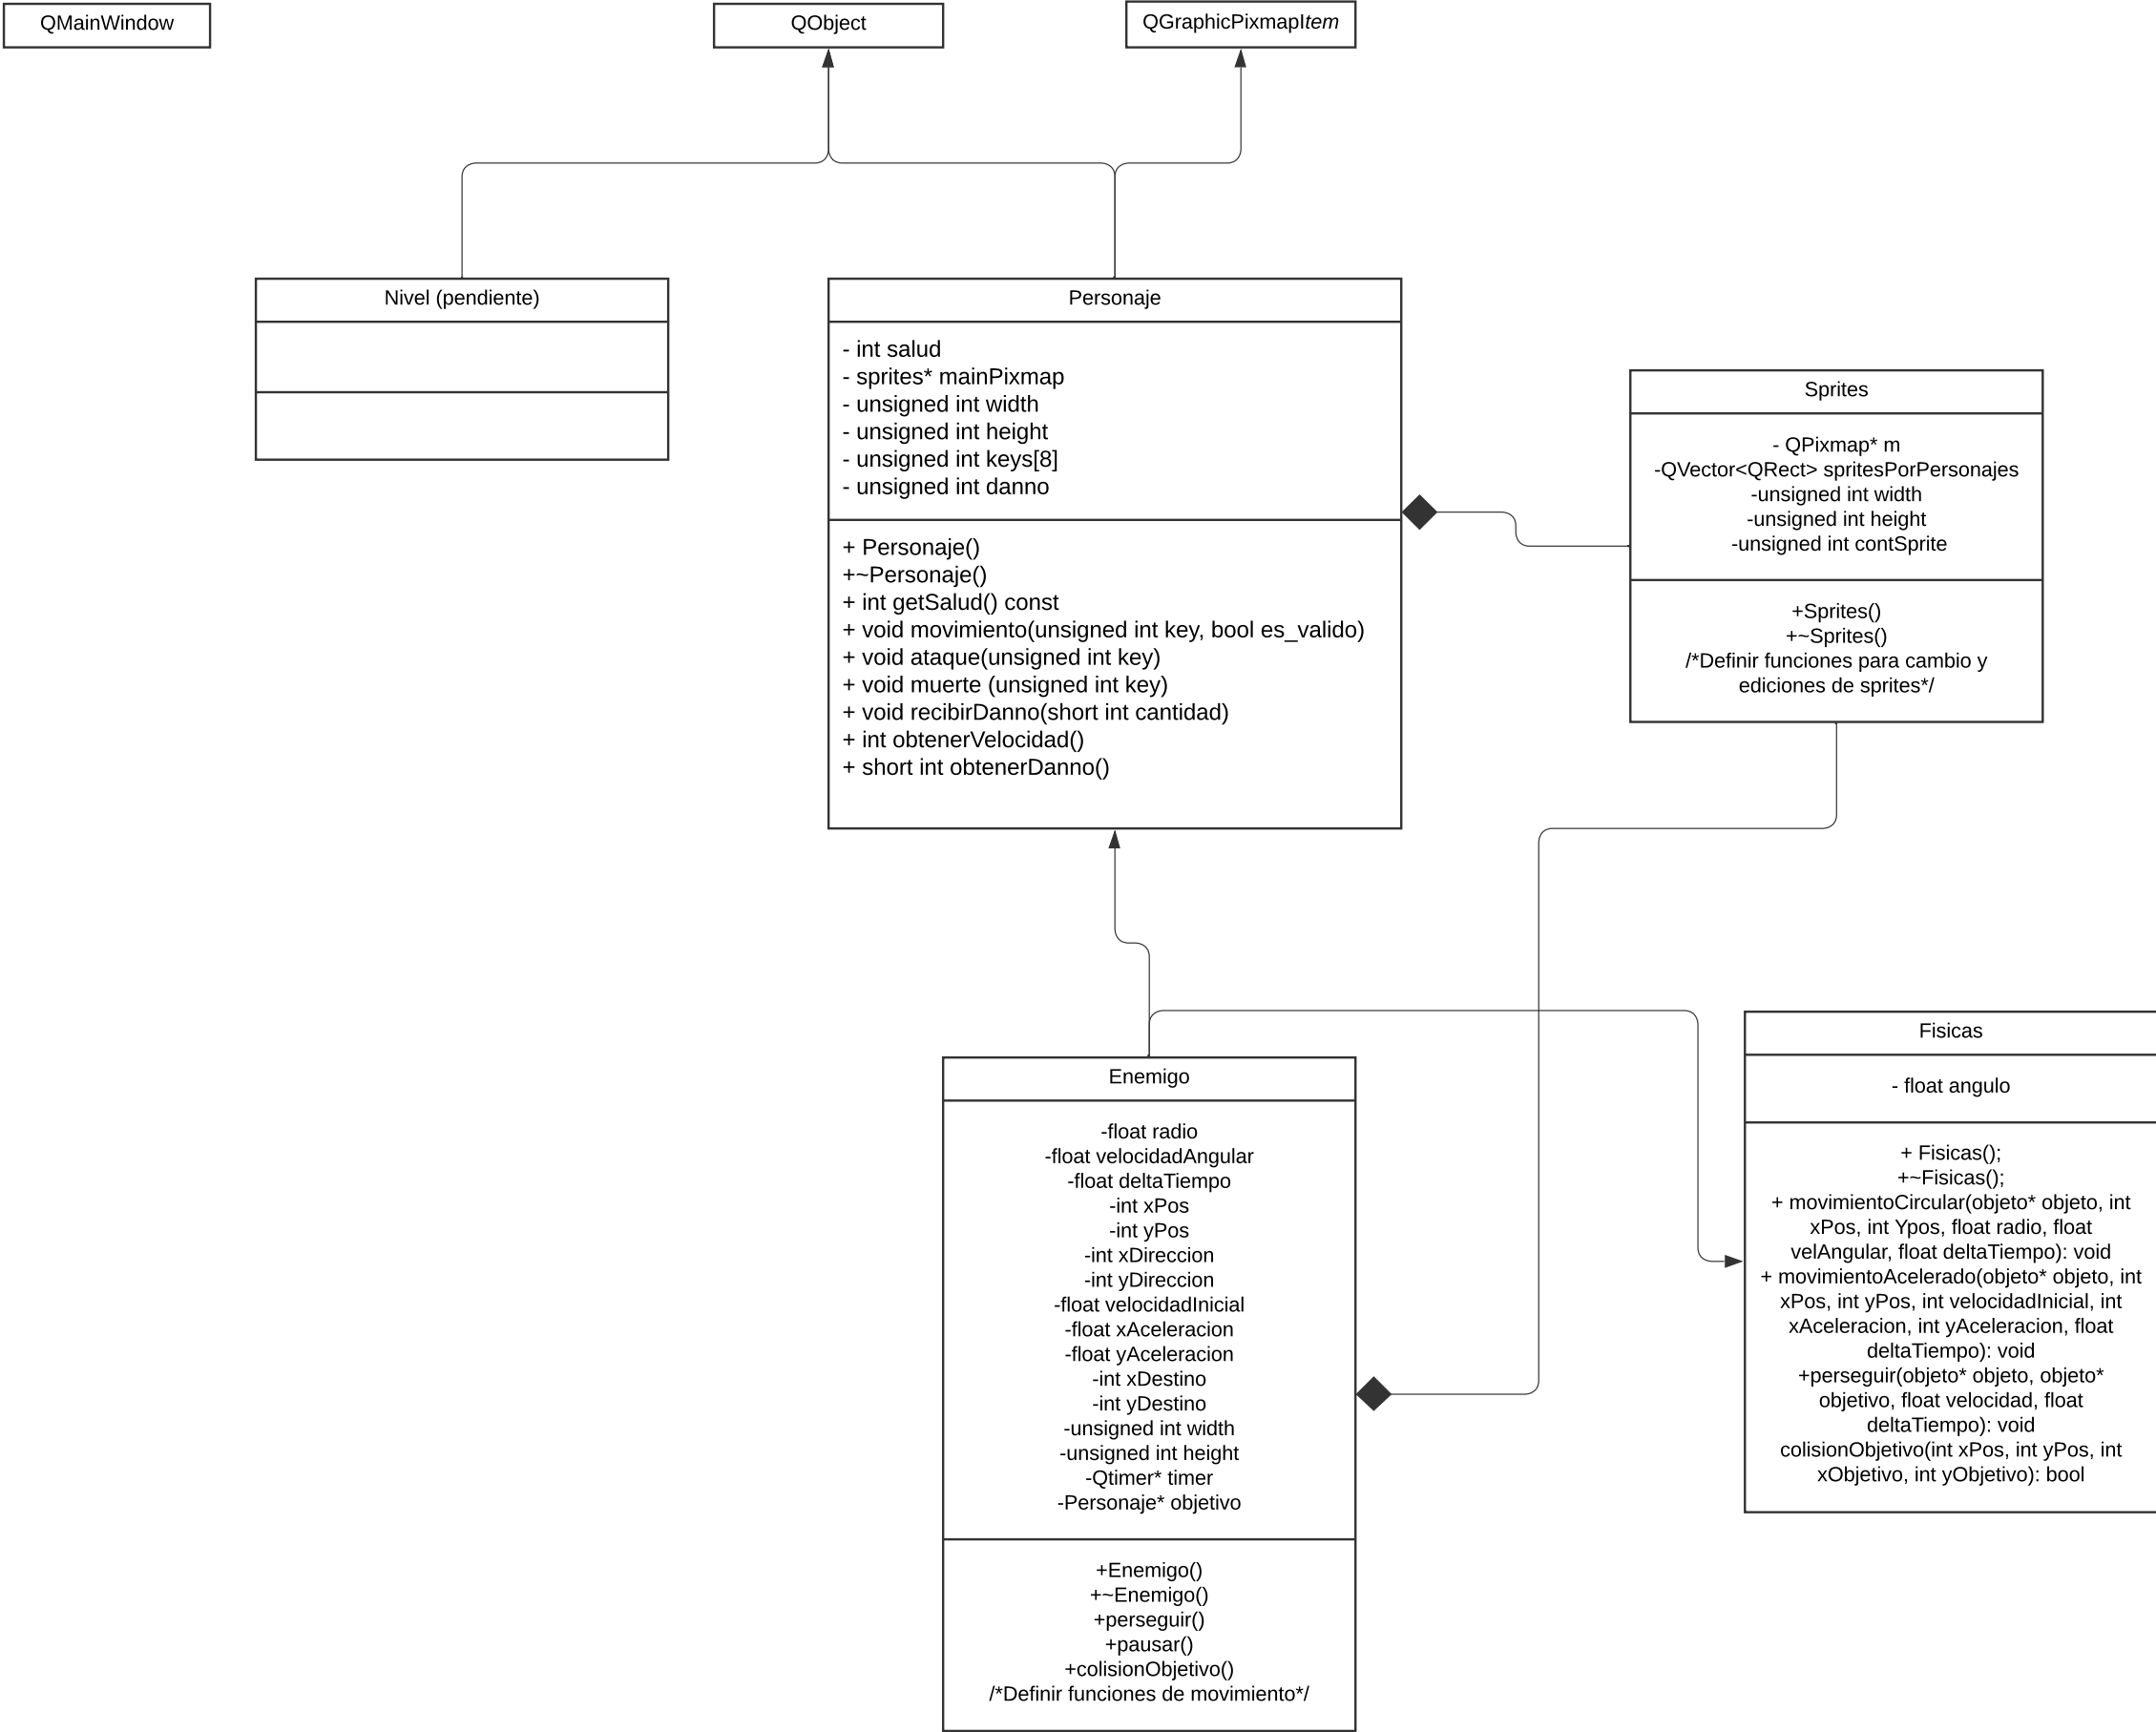 QMainWindow
QObject
QGraphicPixmapItem
Nivel (pendiente)
Personaje
- int salud
- sprites* mainPixmap
- unsigned int width
- unsigned int height
- unsigned int keys[8]
- unsigned int danno
+ Personaje()
+~Personaje()
+ int getSalud() const
+ void movimiento(unsigned int key, bool es_valido)
+ void ataque(unsigned int key)
+ void muerte (unsigned int key)
+ void recibirDanno(short int cantidad)
+ int obtenerVelocidad()
+ short int obtenerDanno()
Sprites
- QPixmap* m
-QVector<QRect> spritesPorPersonajes
-unsigned int width
-unsigned int height
-unsigned int contSprite
+Sprites()
+~Sprites()
/*Definir funciones para cambio y
ediciones de sprites*/
Enemigo
-float radio
-float velocidadAngular
-float deltaTiempo
-int xPos
-int yPos
-int xDireccion
-int yDireccion
-float velocidadInicial
-float xAceleracion
-float yAceleracion
-int xDestino
-int yDestino
-unsigned int width
-unsigned int height
-Qtimer* timer
-Personaje* objetivo
+Enemigo()
+~Enemigo()
+perseguir()
+pausar()
+colisionObjetivo()
/*Definir funciones de movimiento*/
Fisicas
- float angulo
+ Fisicas();
+~Fisicas();
+ movimientoCircular(objeto* objeto, int
xPos, int Ypos, float radio, float
velAngular, float deltaTiempo): void
+ movimientoAcelerado(objeto* objeto, int
xPos, int yPos, int velocidadInicial, int
xAceleracion, int yAceleracion, float
deltaTiempo): void
+perseguir(objeto* objeto, objeto*
objetivo, float velocidad, float
deltaTiempo): void
colisionObjetivo(int xPos, int yPos, int
xObjetivo, int yObjetivo): bool